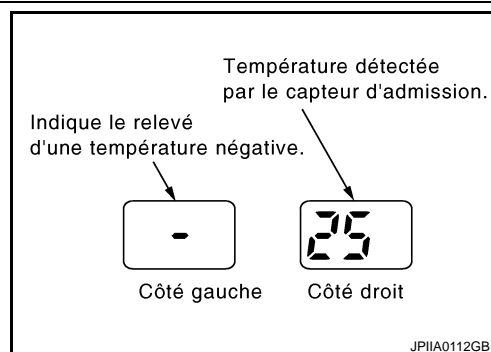 Température détectée
par le capteur d'admission.
Indique le relevé
d'une température négative.
-
25
Côté gauche
Côté droit
JPIIA0112GB